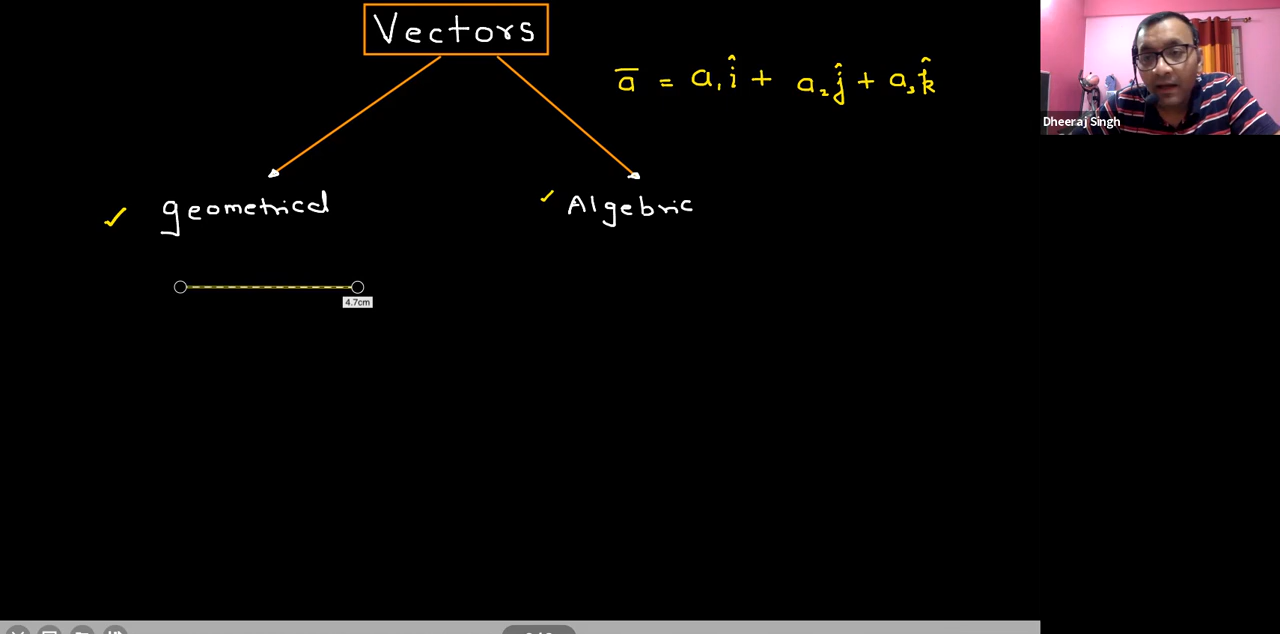 Vectors
a̅ = a₁î + a₂ĵ + a₃k̂
Dheeraj Singh
✓ geometrical
✓ Algebric
4.7cm